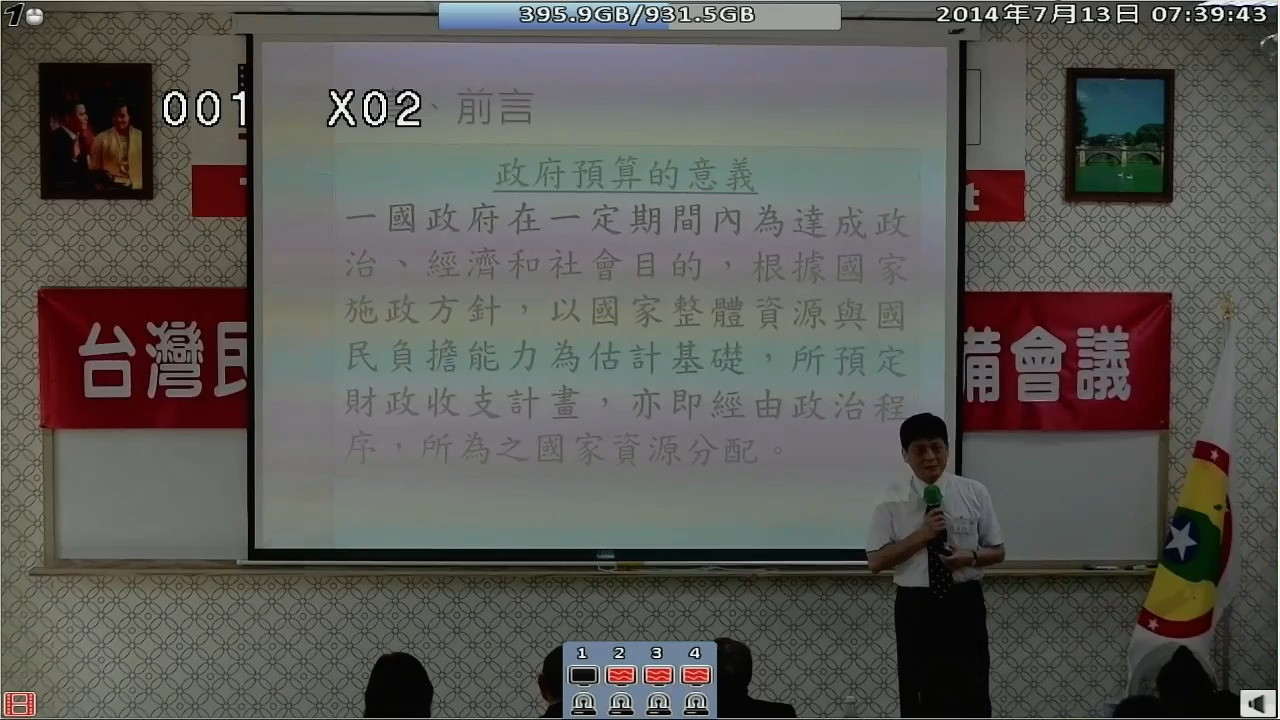 1
395.9GB/931.5GB
2014年7月13日 07:39:43
001 X02
、前言
政府預算的意義
一國政府在一定期間內為達成政
治、經濟和社會目的，根據國家
施政方針，以國家整體資源與國
民負擔能力為估計基礎，所預定
財政收支計畫，亦即經由政治程
序，所為之國家資源分配。
t
台灣民
備會議
1 2 3 4